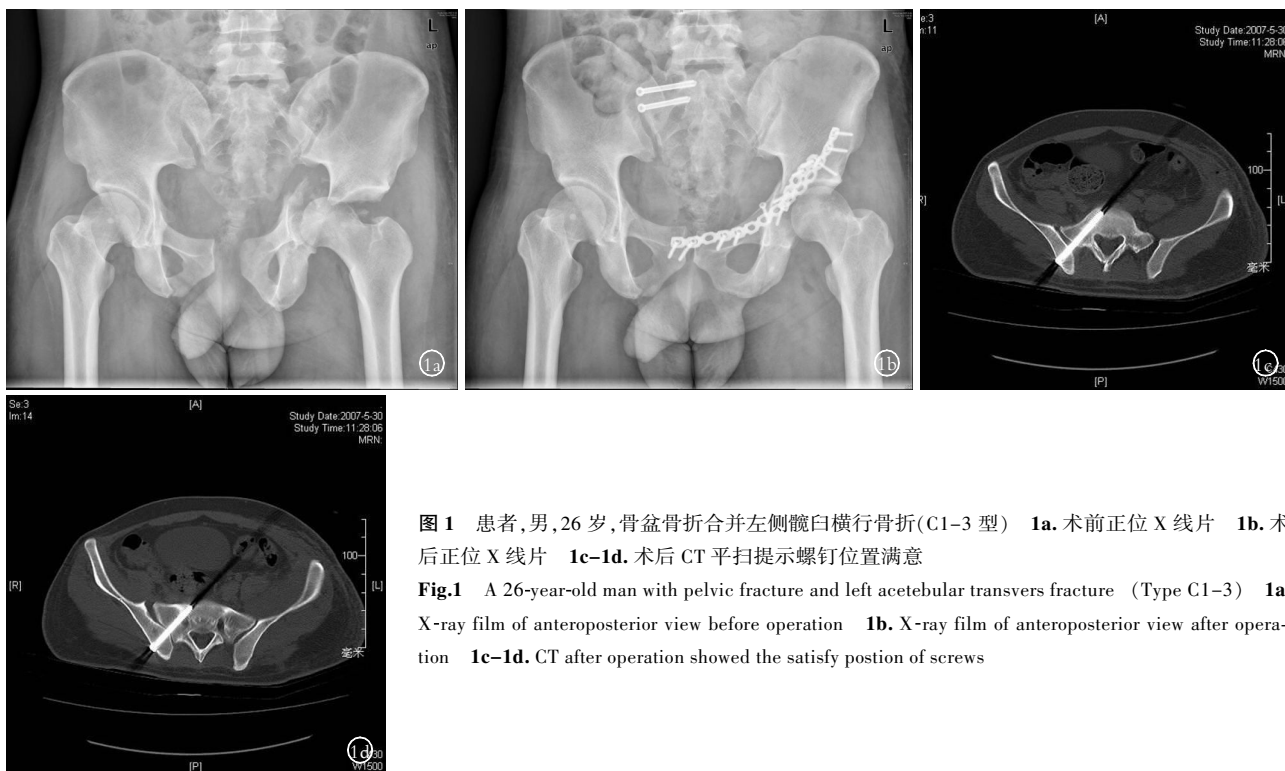 L
ap
1a
L
ap
1b
Se:3
m:11
[A]
Study Date:2007-5-30
Study Time:11:28:06
MRN:
100
毫米
R]
[L
[P]
1c
W1500
Se:3
Im:14
[A]
Study Date:2007-5-30
Study Time:11:28:06
MRN:
100
[R]
[L]
毫米
[P]
1d
W1500
图 1 患者,男,26 岁,骨盆骨折合并左侧髋臼横行骨折(C1-3 型) 1a. 术前正位 X 线片 1b. 术
后正位 X 线片 1c-1d. 术后 CT 平扫提示螺钉位置满意
Fig.1 A 26-year-old man with pelvic fracture and left acetebular transvers fracture (Type C1-3) 1a.
X-ray film of anteroposterior view before operation 1b. X-ray film of anteroposterior view after opera-
tion 1c-1d. CT after operation showed the satisfy postion of screws